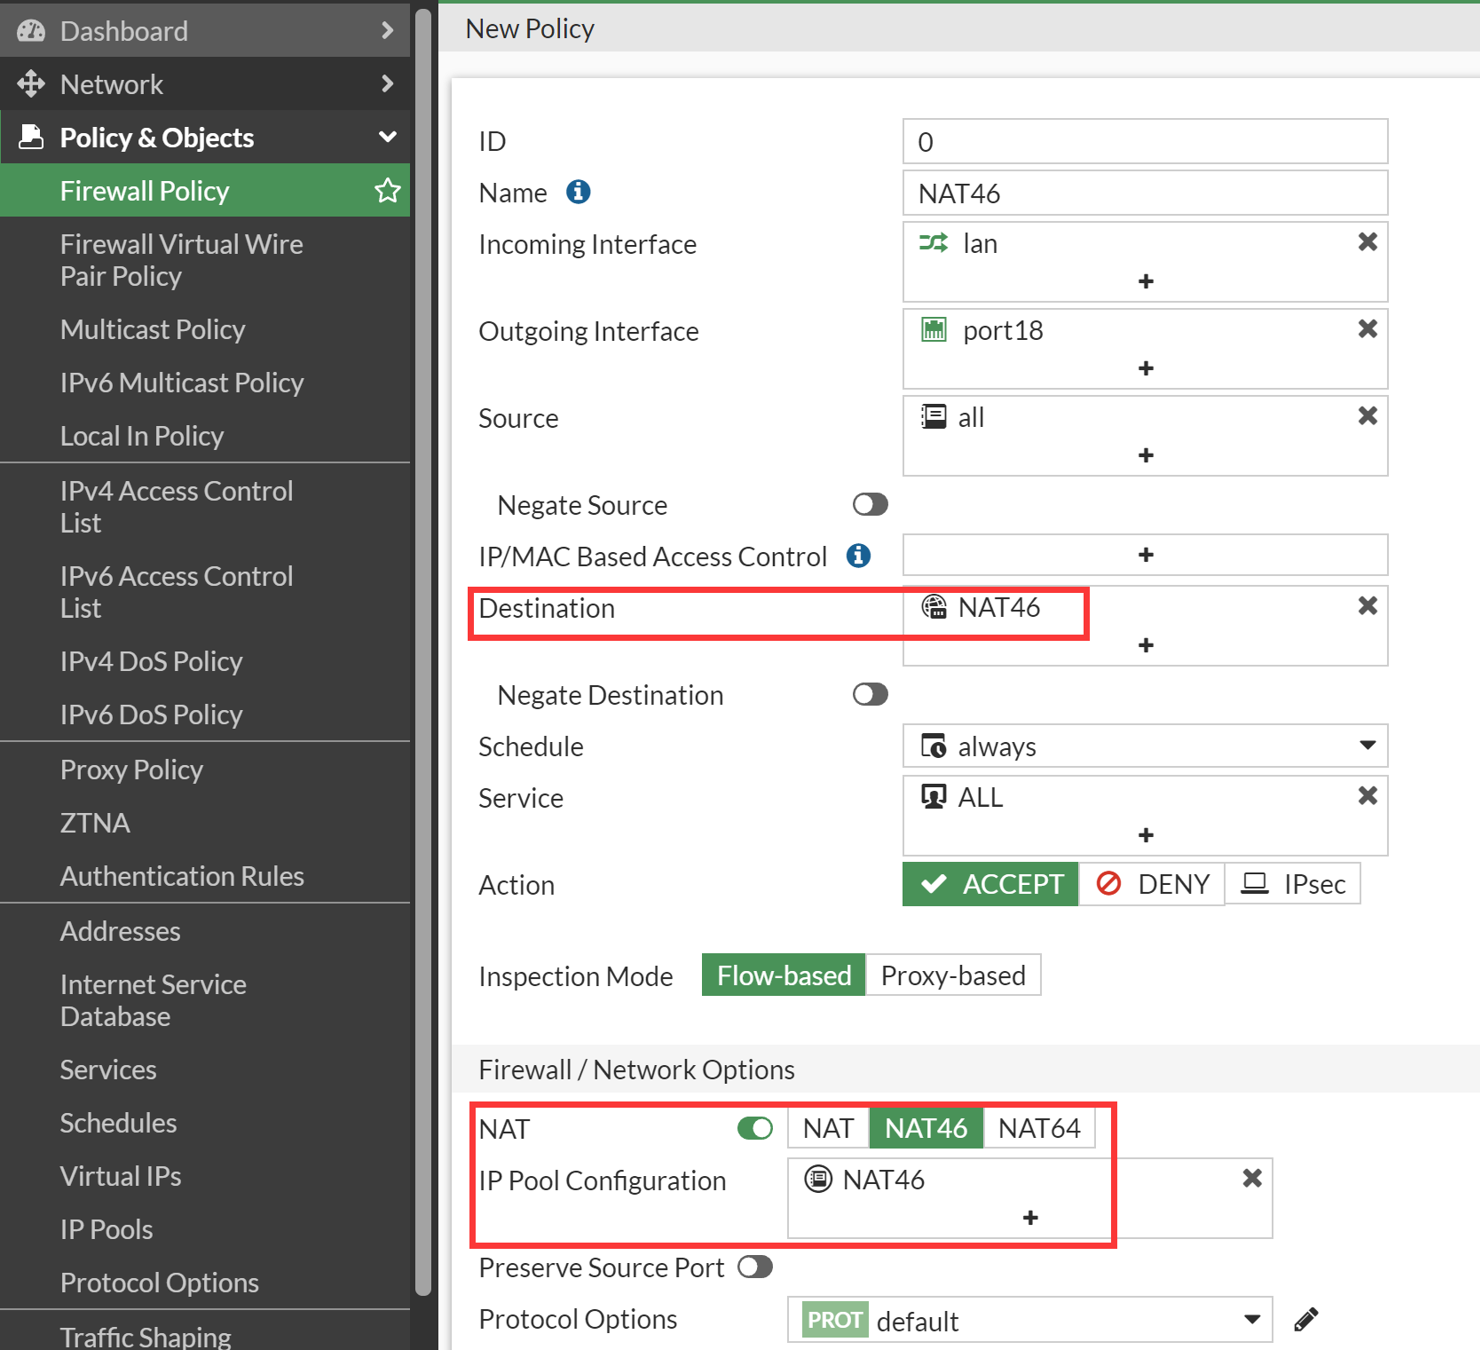 Dashboard
Network
Policy & Objects
Firewall Policy
Firewall Virtual Wire
Pair Policy
Multicast Policy
IPv6 Multicast Policy
Local In Policy
IPv4 Access Control
List
IPv6 Access Control
List
IPv4 DoS Policy
IPv6 DoS Policy
Proxy Policy
ZTNA
Authentication Rules
Addresses
Internet Service
Database
Services
Schedules
Virtual IPs
IP Pools
Protocol Options
Traffic Shaping
New Policy
ID 0
Name NAT46
Incoming Interface lan
Outgoing Interface port18
Source all
Negate Source
IP/MAC Based Access Control
Destination NAT46
Negate Destination
Schedule always
Service ALL
Action ACCEPT DENY IPsec
Inspection Mode Flow-based Proxy-based
Firewall / Network Options
NAT NAT NAT46 NAT64
IP Pool Configuration NAT46
Preserve Source Port
Protocol Options PROT default